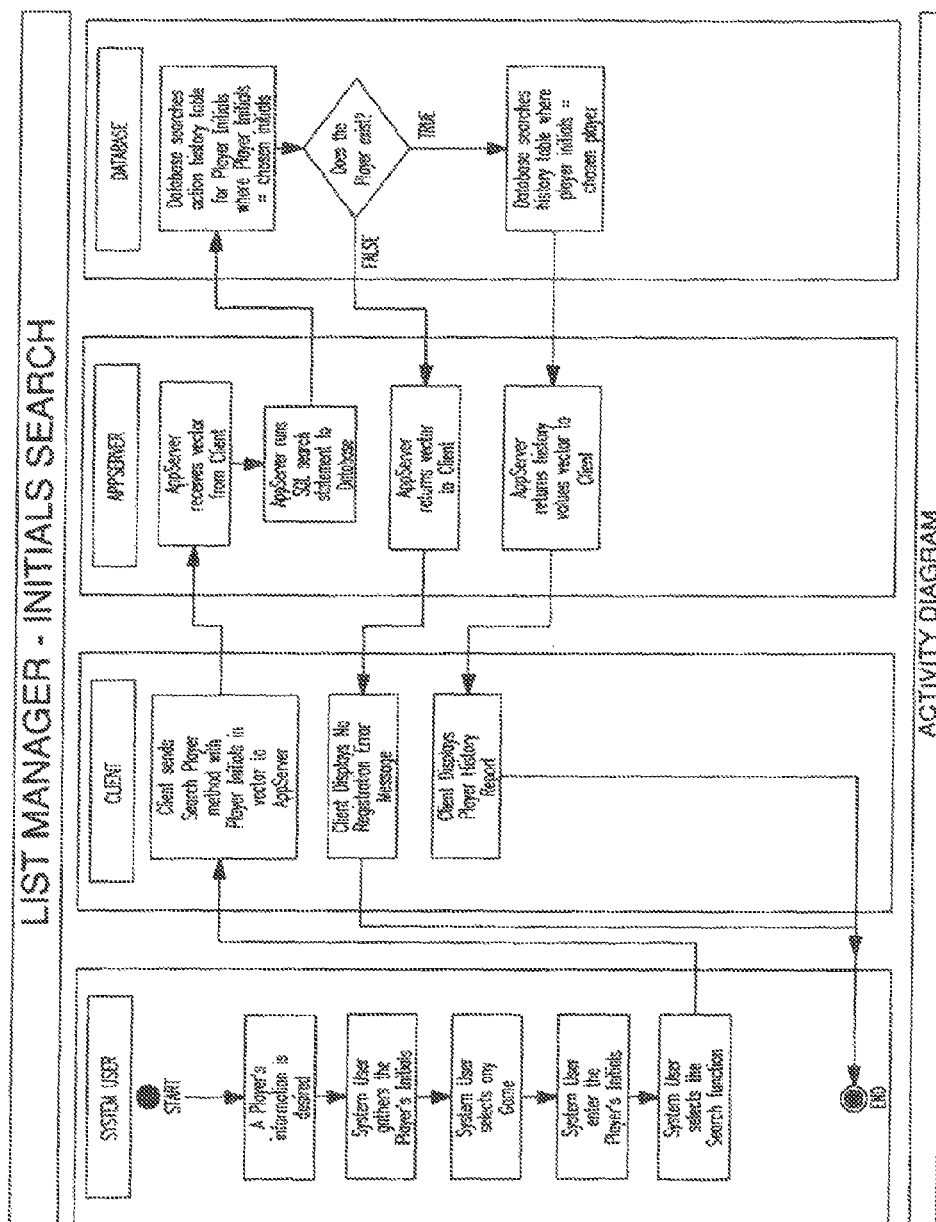 LIST MANAGER - INITIALS SEARCH
SYSTEM USER
START
A Player's
information is
desired
System User
gathers the
Player's Initials
System User
selects any
Game
System User
enter the
Player's Initials
System User
selects the
Search function
END
CLIENT
Client sends
Search Player
method with
Player Initials in
vector to
AppServer
Client Displays No
Registration Error
Message
Client Displays
Player History
Report
APPSERVER
AppServer
receives vector
from Client
AppServer runs
SQL search
statement to
Database
AppServer
returns vector
to Client
AppServer
returns history
values vector to
Client
DATABASE
Database searches
action history table
for Player Initials
where Player Initials
= chosen initials
Does the
Player exist?
FALSE
TRUE
Database searches
history table where
player initials =
chosen player
ACTIVITY DIAGRAM